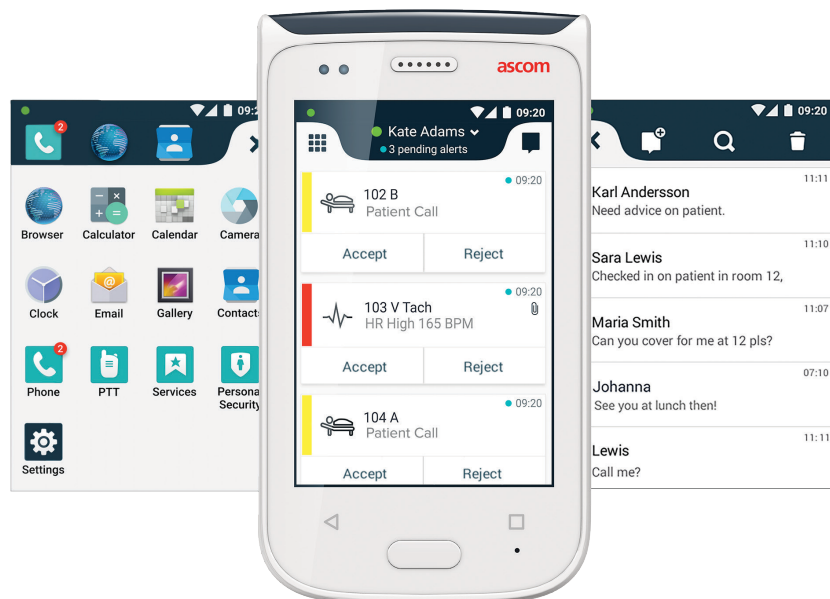 ascom
09:2
2
Browser
Calculator
Calendar
Camera
Clock
Email
Gallery
Contact
2
Phone
PTT
Services
Persona
Security
Settings
09:20
Kate Adams
3 pending alerts
09:20
102 B
Patient Call
Accept Reject
09:20
103 V Tach
HR High 165 BPM
Accept Reject
09:20
104 A
Patient Call
Accept Reject
09:20
11:11
Karl Andersson
Need advice on patient.
11:10
Sara Lewis
Checked in on patient in room 12,
11:07
Maria Smith
Can you cover for me at 12 pls?
07:10
Johanna
See you at lunch then!
11:11
Lewis
Call me?